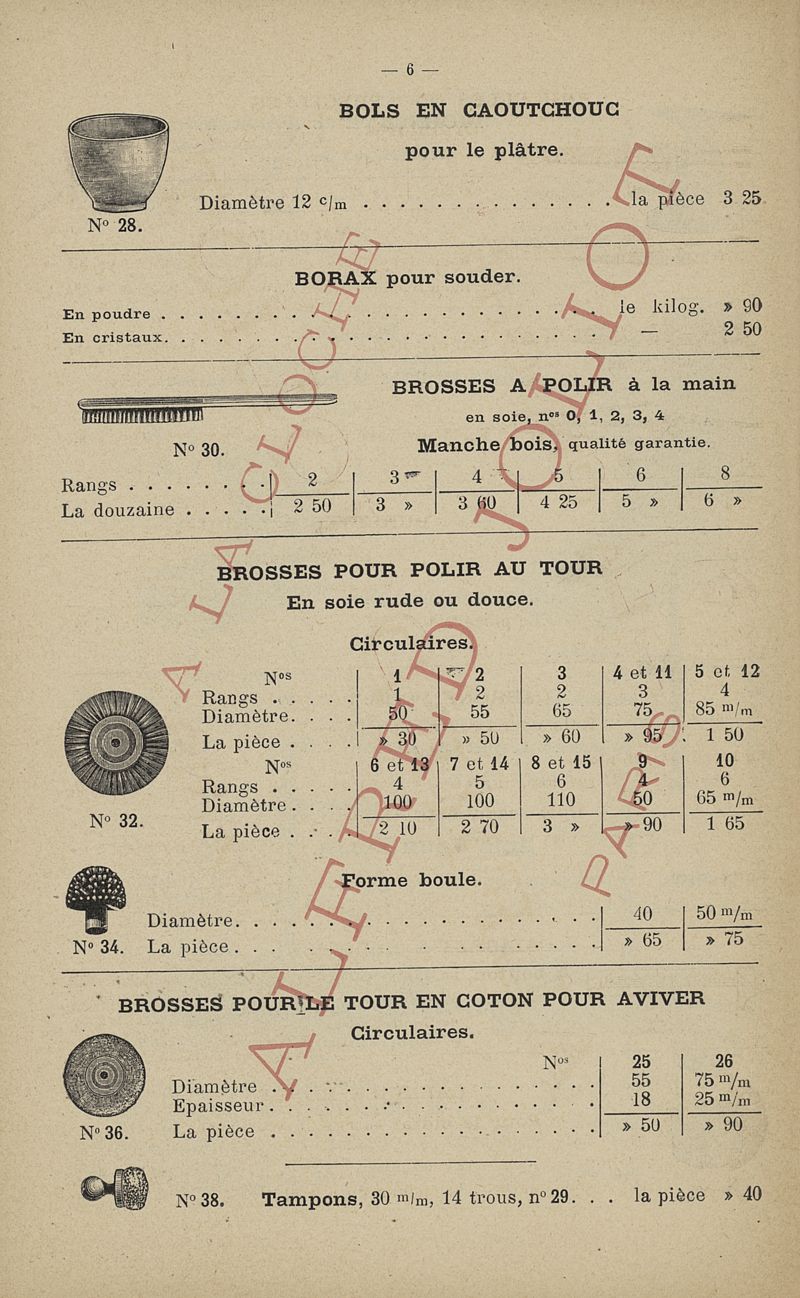 — 6 —
BOLS EN CAOUTCHOUC
pour le plâtre.
Diamètre 12 c/m . . . . . . . . . . . . . . la pièce 3 25
No 28.
BORAX pour souder.
En poudre . . . . . . . . . . . . . . . . . . le kilog. » 90
En cristaux. . . . . . . . . . . . . . . . . . — 2 50
BROSSES A POLIR à la main
en soie, nos 0, 1, 2, 3, 4
No 30.
Manche bois, qualité garantie.
Rangs . . . . . . . . 2 3 4 5 6 8
La douzaine . . . . . 2 50 3 » 3 60 4 25 5 » 6 »
BROSSES POUR POLIR AU TOUR
En soie rude ou douce.
Circulaires.
Nos 1 2 3 4 et 11 5 et 12
Rangs . . . . . 1 2 2 3 4
Diamètre. . . . 50 55 65 75 85 m/m
La pièce . . . . » 30 » 50 » 60 » 95 1 50
Nos 6 et 13 7 et 14 8 et 15 9 10
Rangs . . . . . 4 5 6 4 6
Diamètre . . . . 100 100 110 50 65 m/m
No 32.
La pièce . . . . 2 10 2 70 3 » » 90 1 65
Forme boule.
Diamètre. . . . . . . . . . . . . . . . . . 40 50 m/m
No 34. La pièce . . . . . . . . . . . . . . . » 65 » 75
BROSSES POUR LE TOUR EN COTON POUR AVIVER
Circulaires.
Nos 25 26
Diamètre . . . . . . . . . . . . . . . . . 55 75 m/m
Epaisseur . . . . . . . . . . . . . . . . . 18 25 m/m
No 36. La pièce . . . . . . . . . . . . . . . . » 50 » 90
No 38. Tampons, 30 m/m, 14 trous, no 29. . . la pièce » 40